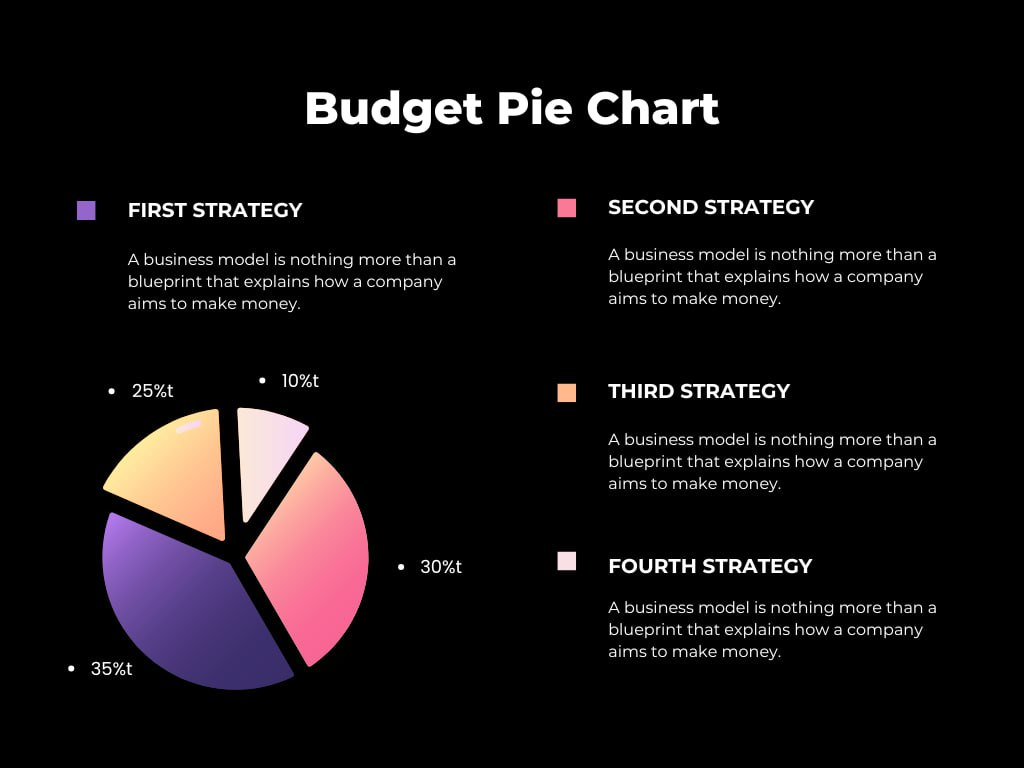 Budget Pie Chart
FIRST STRATEGY
A business model is nothing more than a
blueprint that explains how a company
aims to make money.
SECOND STRATEGY
A business model is nothing more than a
blueprint that explains how a company
aims to make money.
• 25%t
• 10%t
• 30%t
• 35%t
THIRD STRATEGY
A business model is nothing more than a
blueprint that explains how a company
aims to make money.
FOURTH STRATEGY
A business model is nothing more than a
blueprint that explains how a company
aims to make money.